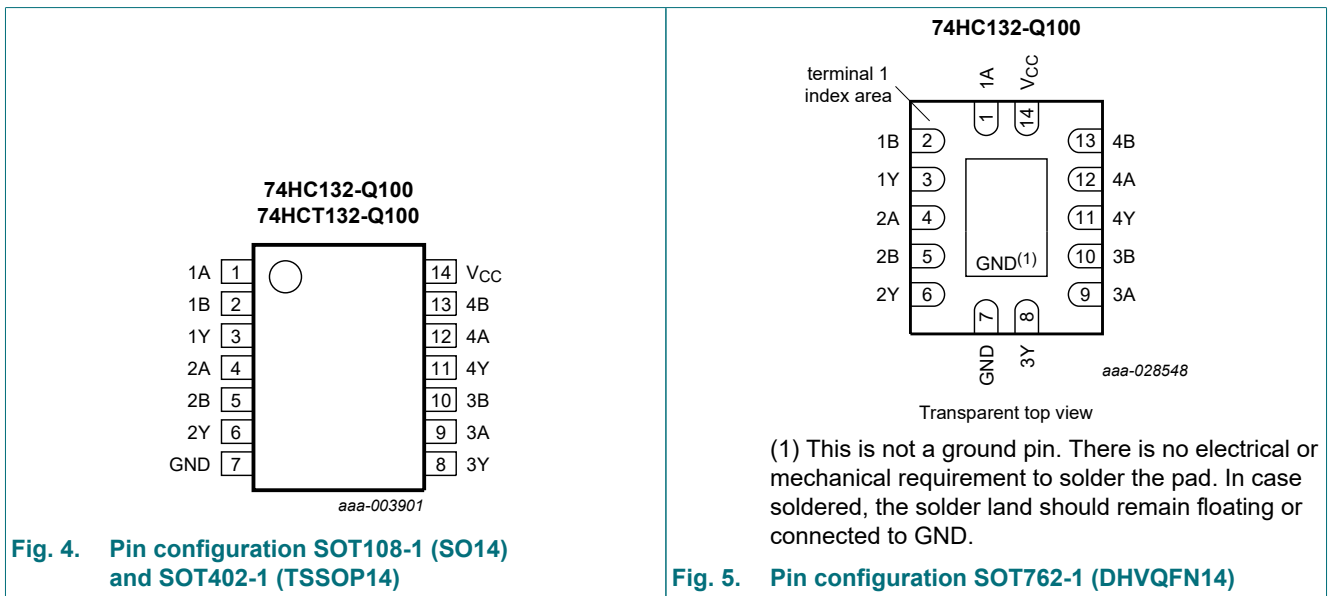 74HC132-Q100
74HCT132-Q100
1A 1
1B 2
1Y 3
2A 4
2B 5
2Y 6
GND 7
14 VCC
13 4B
12 4A
11 4Y
10 3B
9 3A
8 3Y
aaa-003901
Fig. 4. Pin configuration SOT108-1 (SO14)
and SOT402-1 (TSSOP14)
74HC132-Q100
terminal 1
index area
1A
VCC
1
14
1B 2
1Y 3
2A 4
2B 5
2Y 6
13 4B
12 4A
11 4Y
10 3B
9 3A
GND(1)
7
8
GND
3Y
aaa-028548
Transparent top view
(1) This is not a ground pin. There is no electrical or
mechanical requirement to solder the pad. In case
soldered, the solder land should remain floating or
connected to GND.
Fig. 5. Pin configuration SOT762-1 (DHVQFN14)